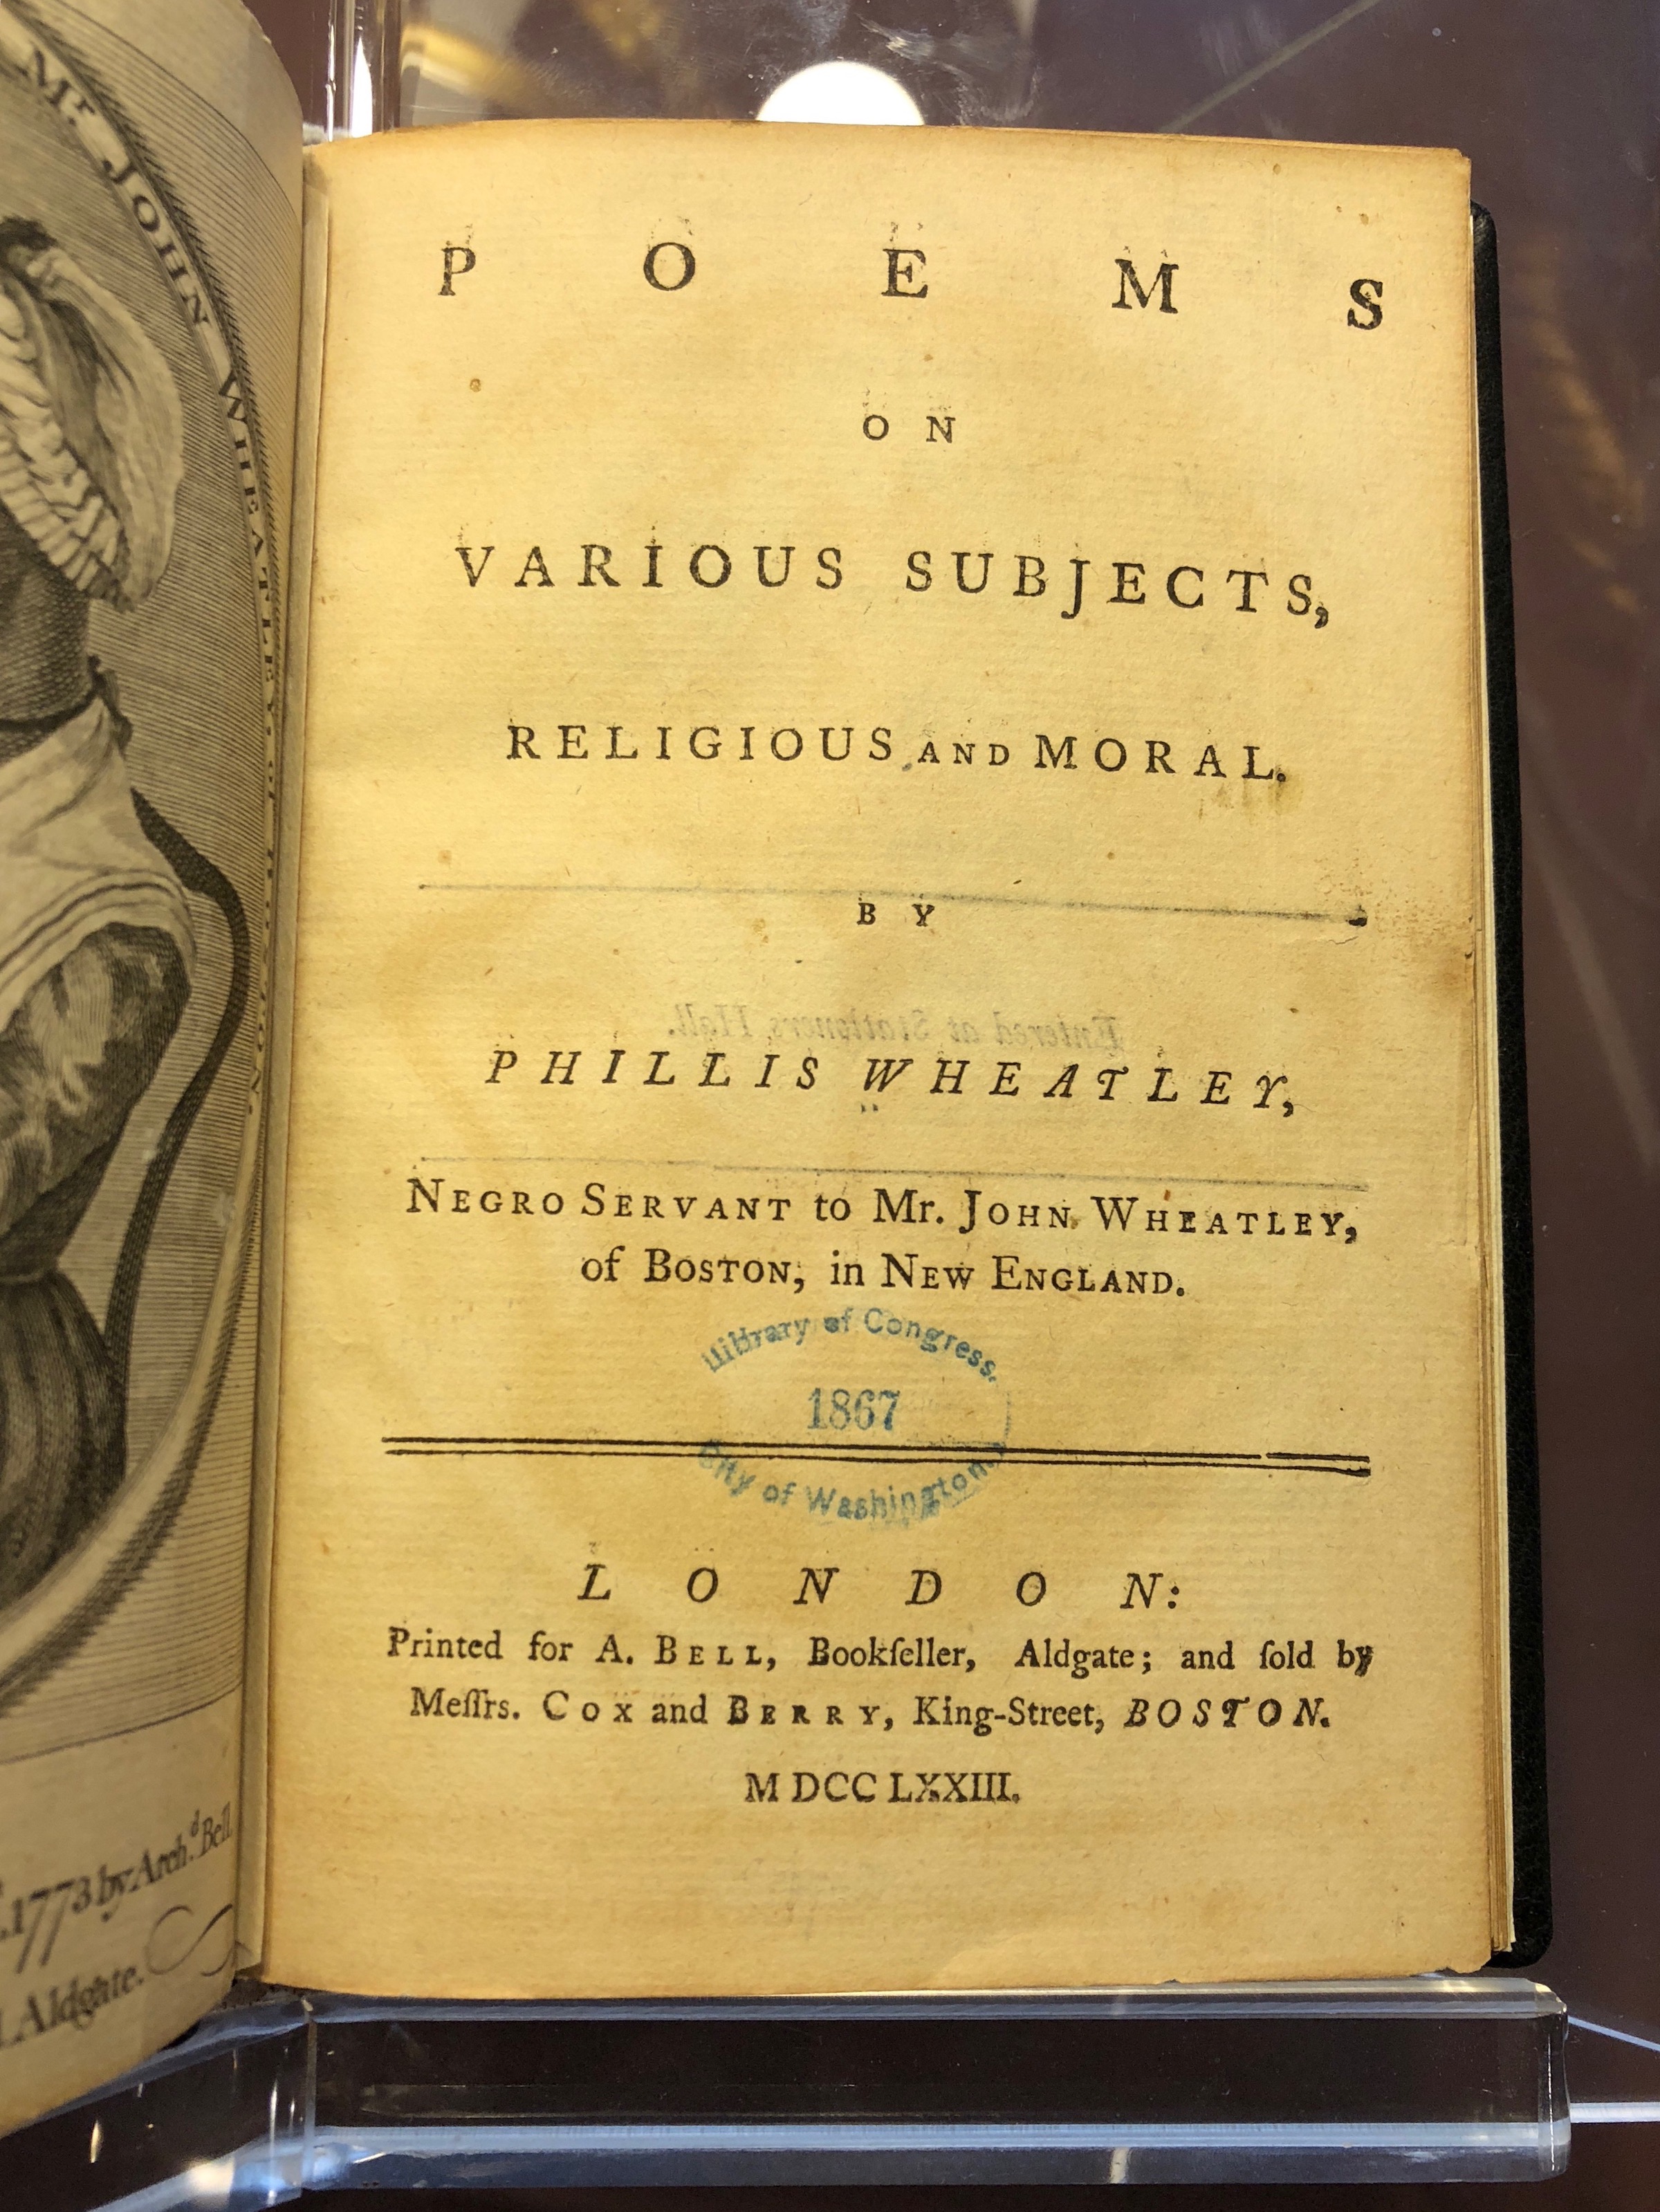 Mr. JOHN WHEATLEY, of
1773 by Arch.d Bell
Aldgate.
POEMS
ON
VARIOUS SUBJECTS,
RELIGIOUS AND MORAL.
BY
Entered at Stationers Hall.
PHILLIS WHEATLEY,
NEGRO SERVANT to Mr. JOHN WHEATLEY,
of BOSTON, in NEW ENGLAND.
Library of Congress.
1867
City of Washington
LONDON:
Printed for A. BELL, Bookſeller, Aldgate; and ſold by
Meſſrs. COX and BERRY, King-Street, BOSTON.
M DCC LXXIII.